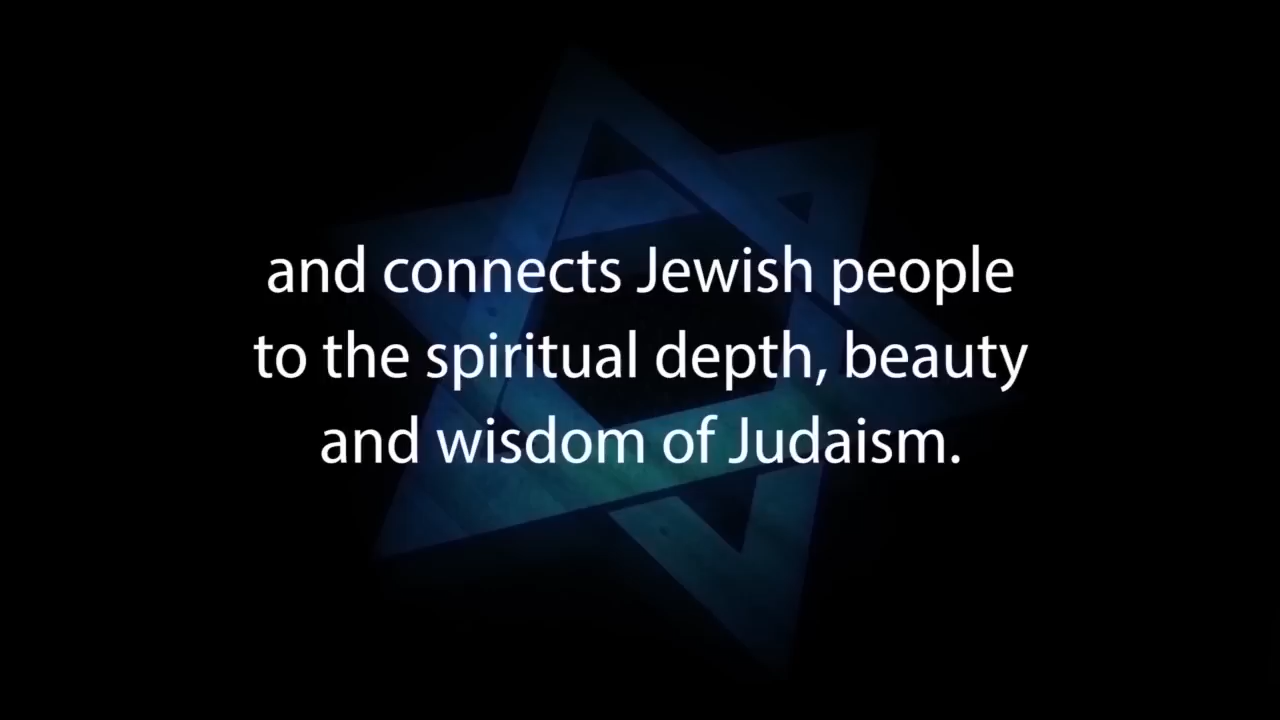 and connects Jewish people
to the spiritual depth, beauty
and wisdom of Judaism.